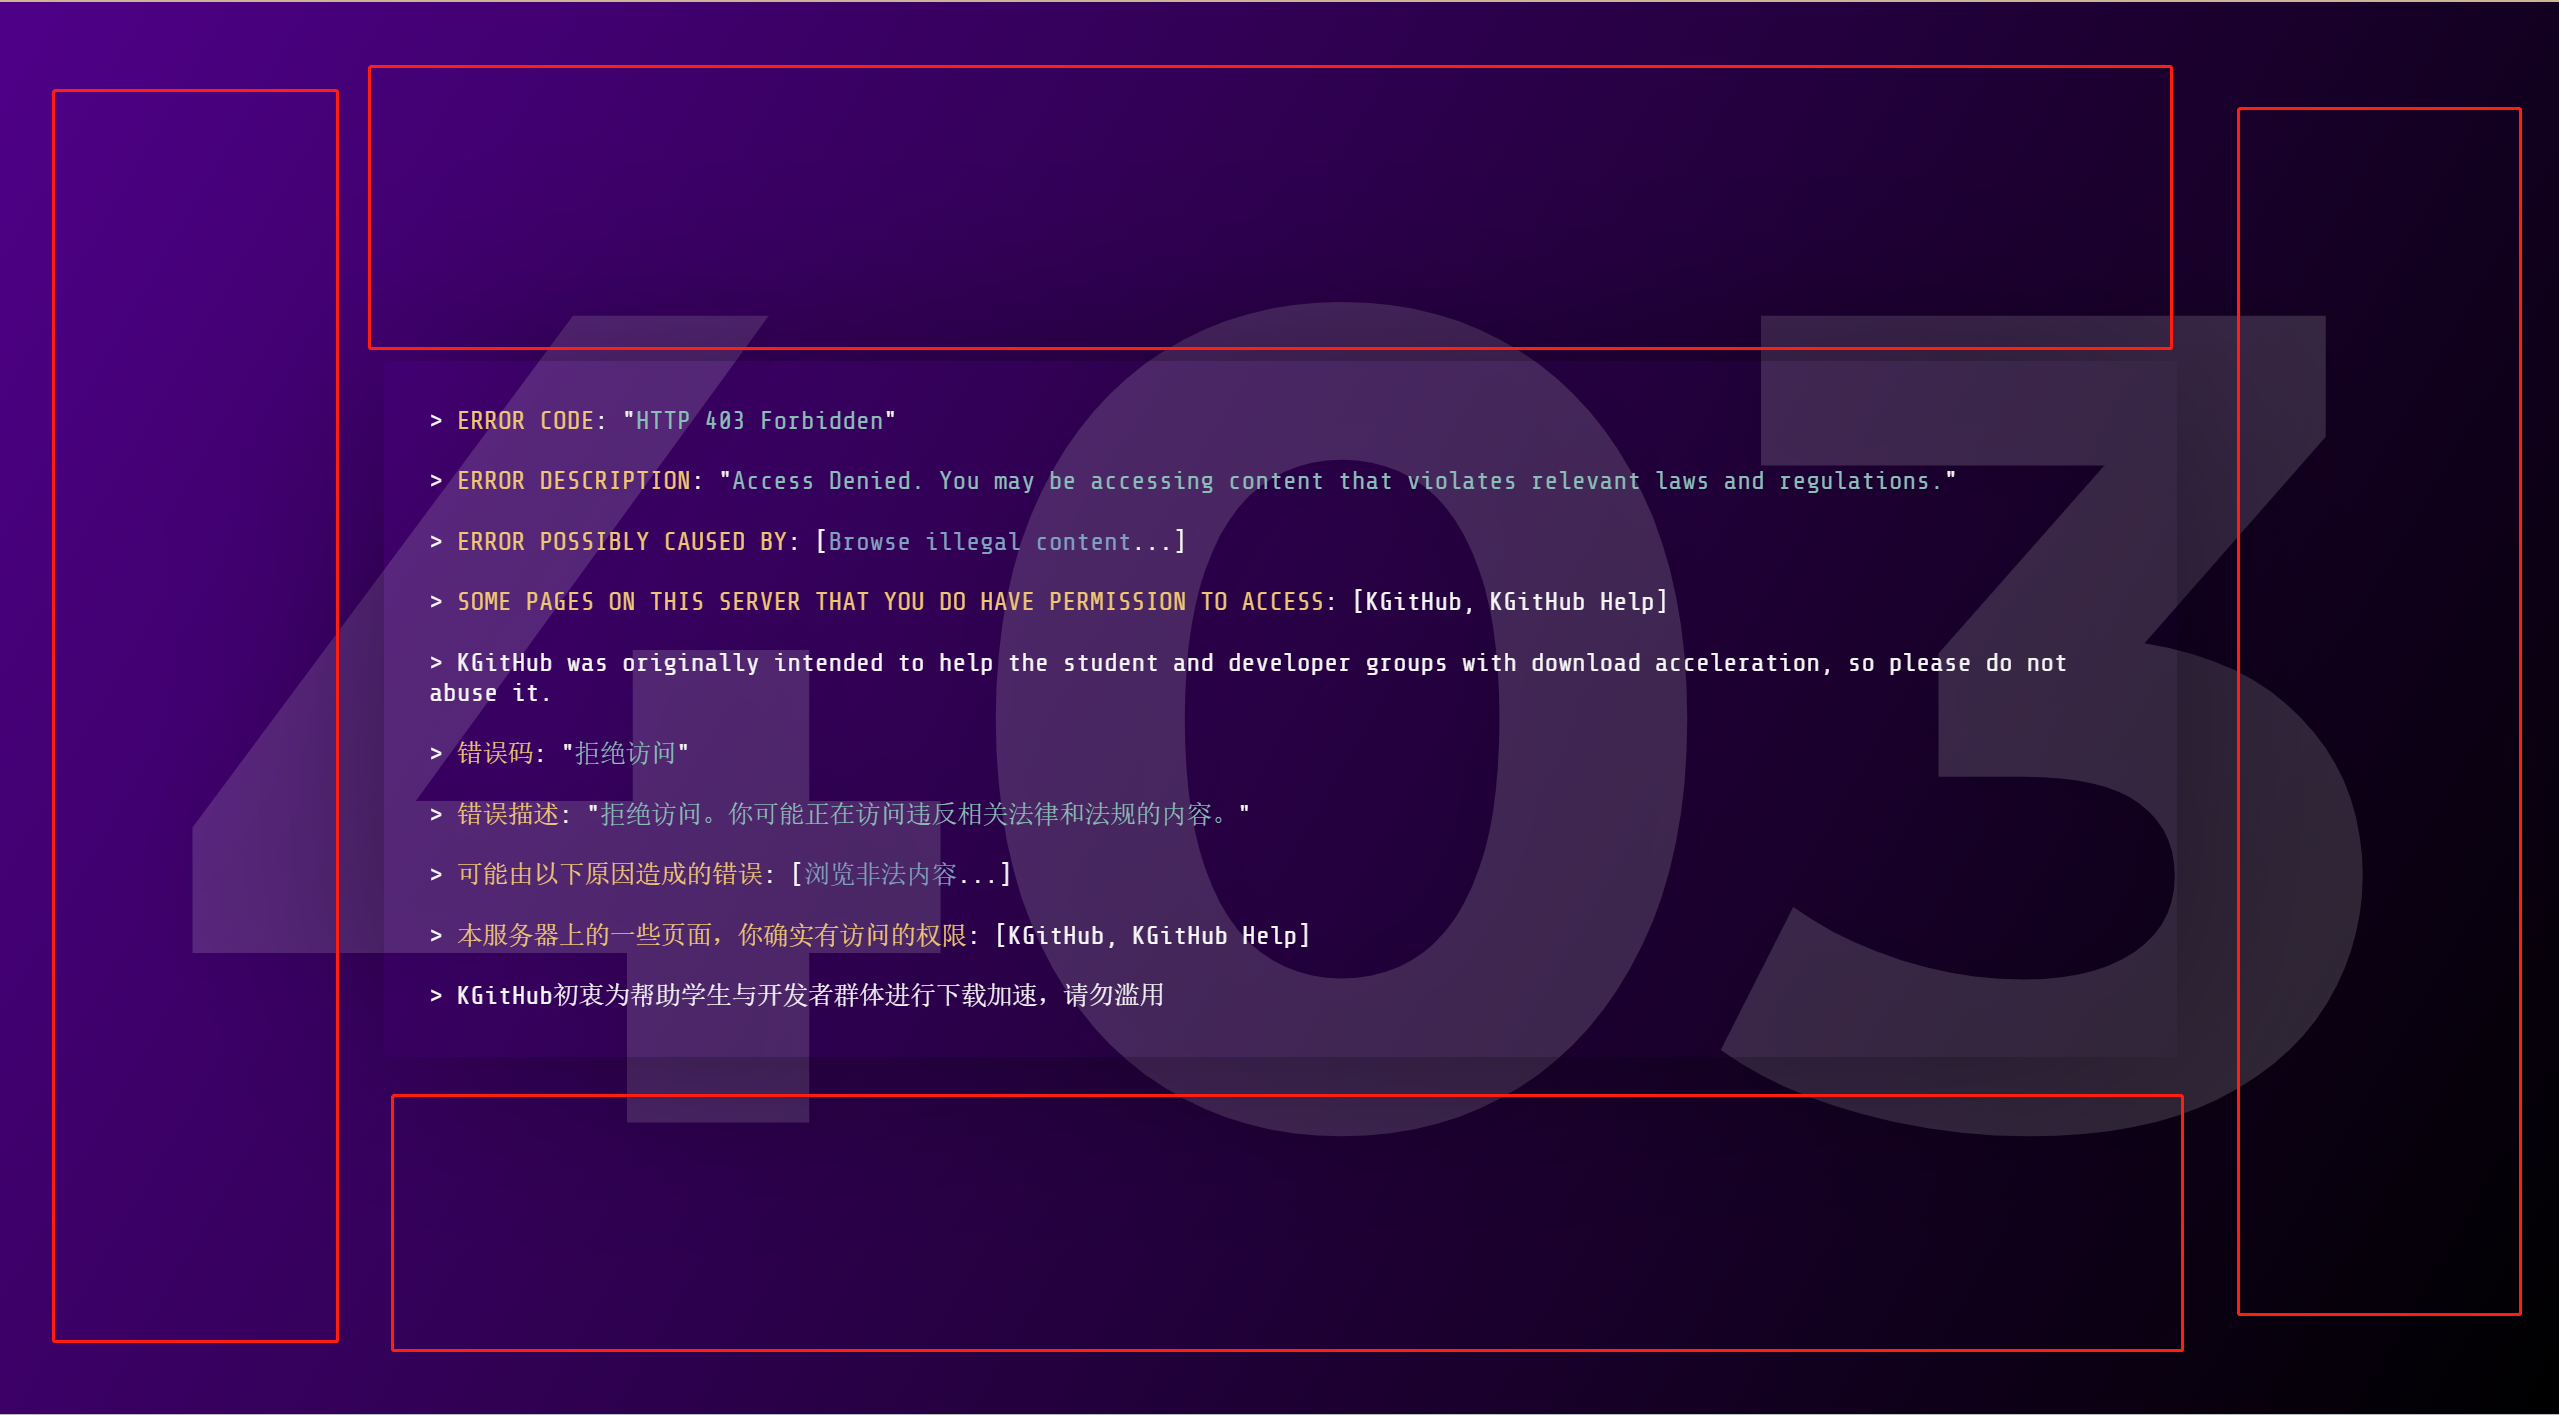 403
> ERROR CODE: "HTTP 403 Forbidden"
> ERROR DESCRIPTION: "Access Denied. You may be accessing content that violates relevant laws and regulations."
> ERROR POSSIBLY CAUSED BY: [Browse illegal content...]
> SOME PAGES ON THIS SERVER THAT YOU DO HAVE PERMISSION TO ACCESS: [KGitHub, KGitHub Help]
> KGitHub was originally intended to help the student and developer groups with download acceleration, so please do not
abuse it.
> 错误码: "拒绝访问"
> 错误描述: "拒绝访问。你可能正在访问违反相关法律和法规的内容。"
> 可能由以下原因造成的错误: [浏览非法内容...]
> 本服务器上的一些页面，你确实有访问的权限: [KGitHub, KGitHub Help]
> KGitHub初衷为帮助学生与开发者群体进行下载加速，请勿滥用